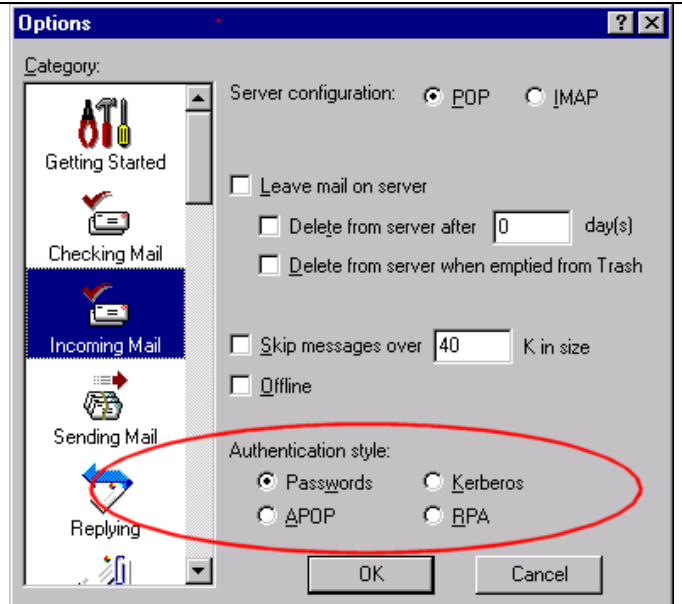 Options
Category:
Getting Started
Checking Mail
Incoming Mail
Sending Mail
Replying
Server configuration: POP IMAP
Leave mail on server
Delete from server after 0 day(s)
Delete from server when emptied from Trash
Skip messages over 40 K in size
Offline
Authentication style:
Passwords Kerberos
APOP RPA
OK Cancel